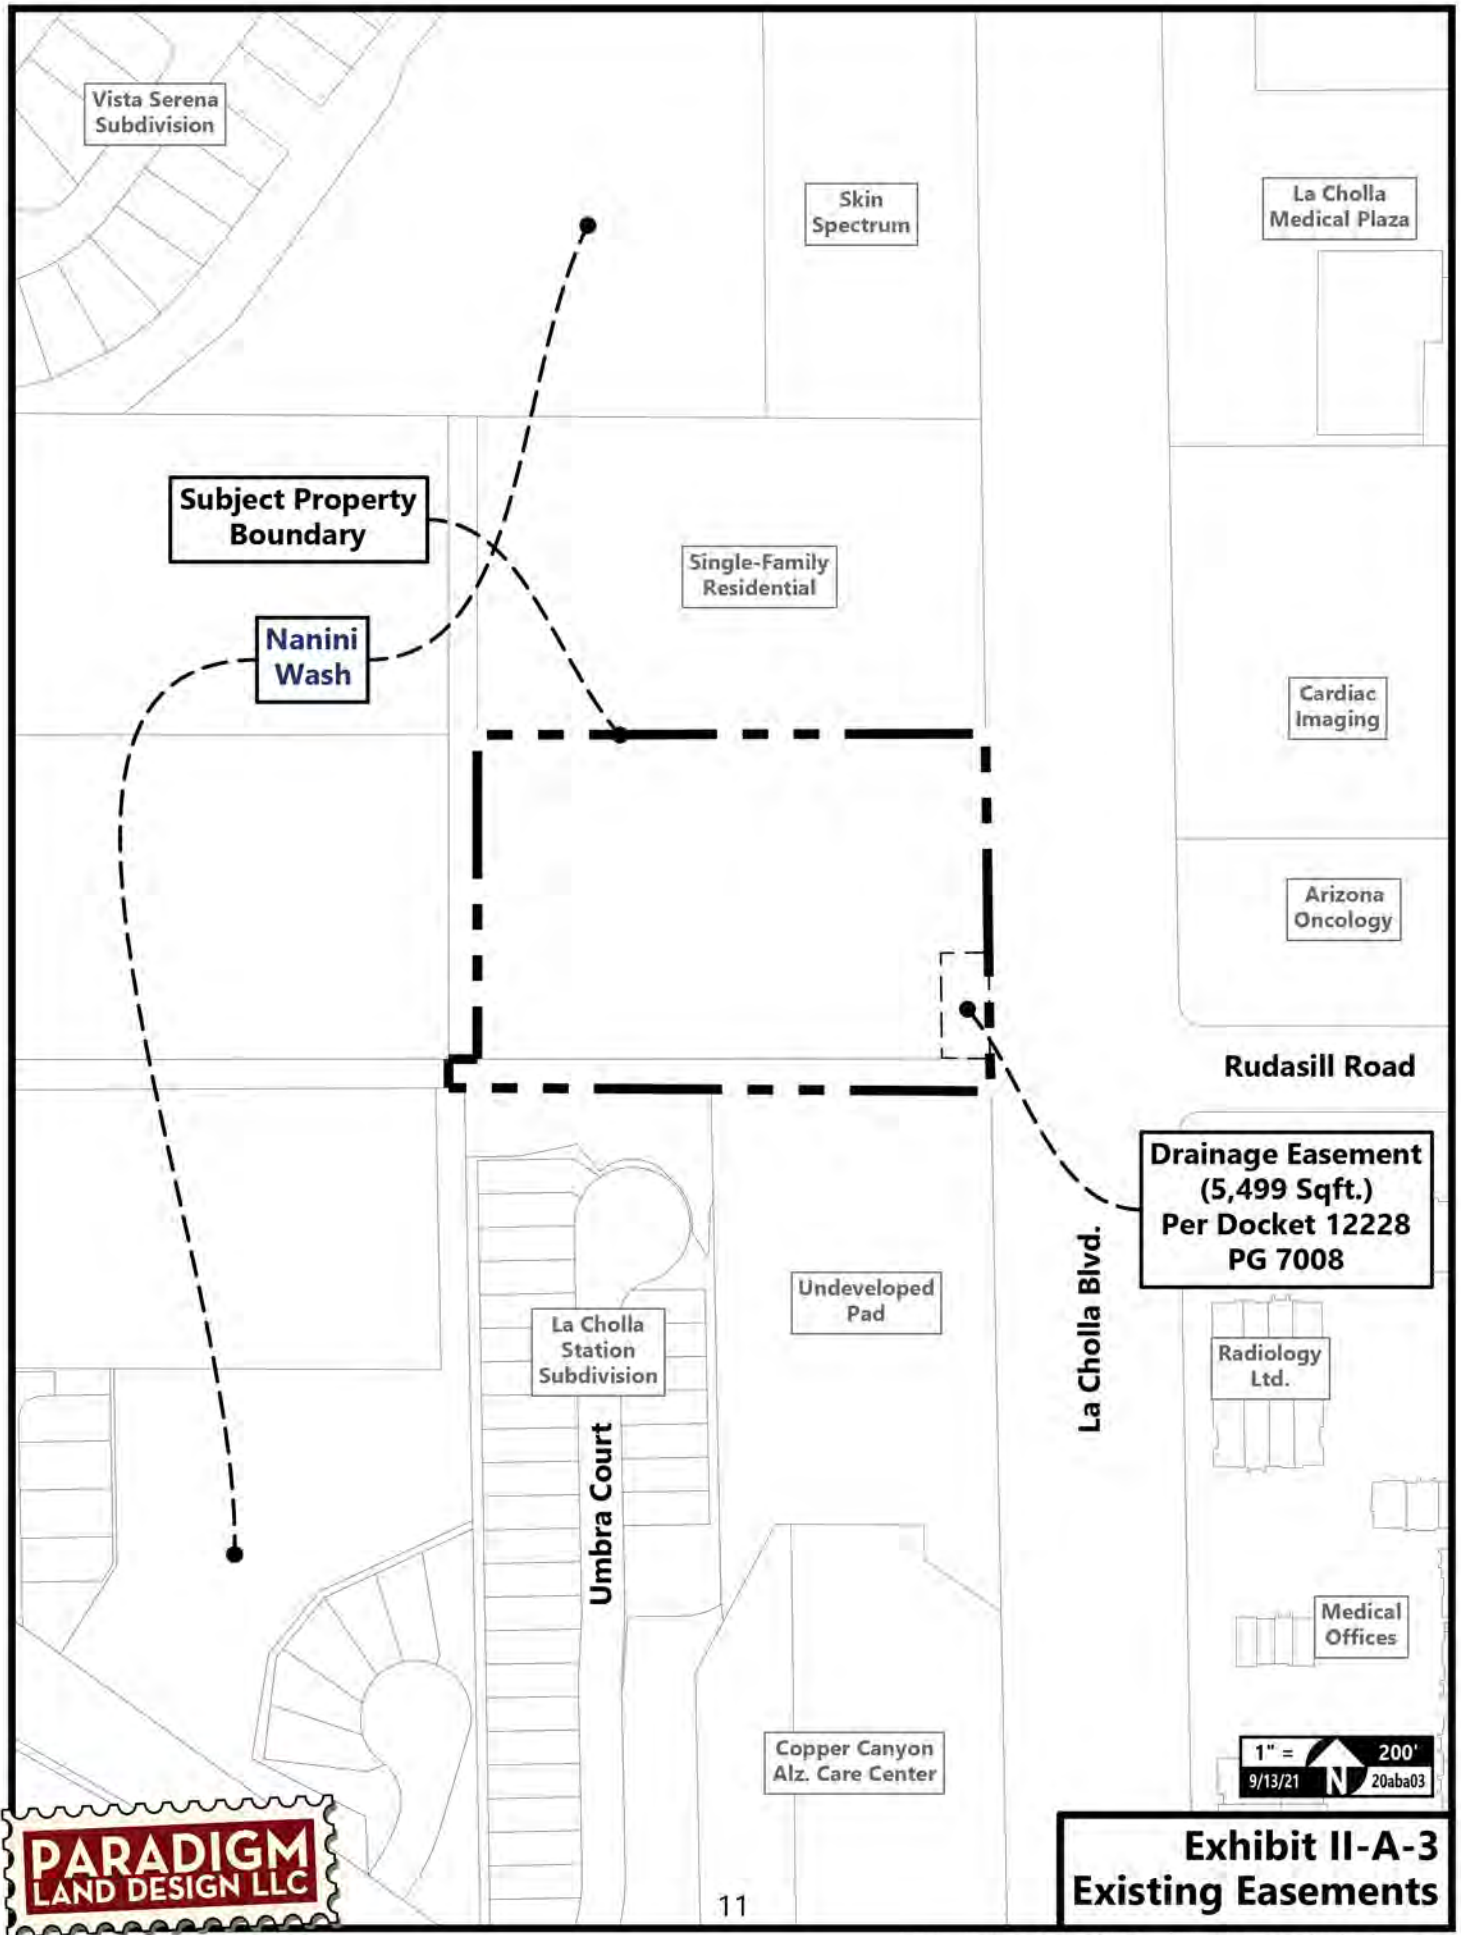 Vista Serena
Subdivision
Skin
Spectrum
La Cholla
Medical Plaza
Subject Property
Boundary
Single-Family
Residential
Nanini
Wash
Cardiac
Imaging
Arizona
Oncology
Rudasill Road
Drainage Easement
(5,499 Sqft.)
Per Docket 12228
PG 7008
La Cholla Blvd.
Undeveloped
Pad
La Cholla
Station
Subdivision
Radiology
Ltd.
Umbra Court
Medical
Offices
Copper Canyon
Alz. Care Center
1" = 200'
9/13/21 N 20aba03
PARADIGM
LAND DESIGN LLC
11
Exhibit II-A-3
Existing Easements